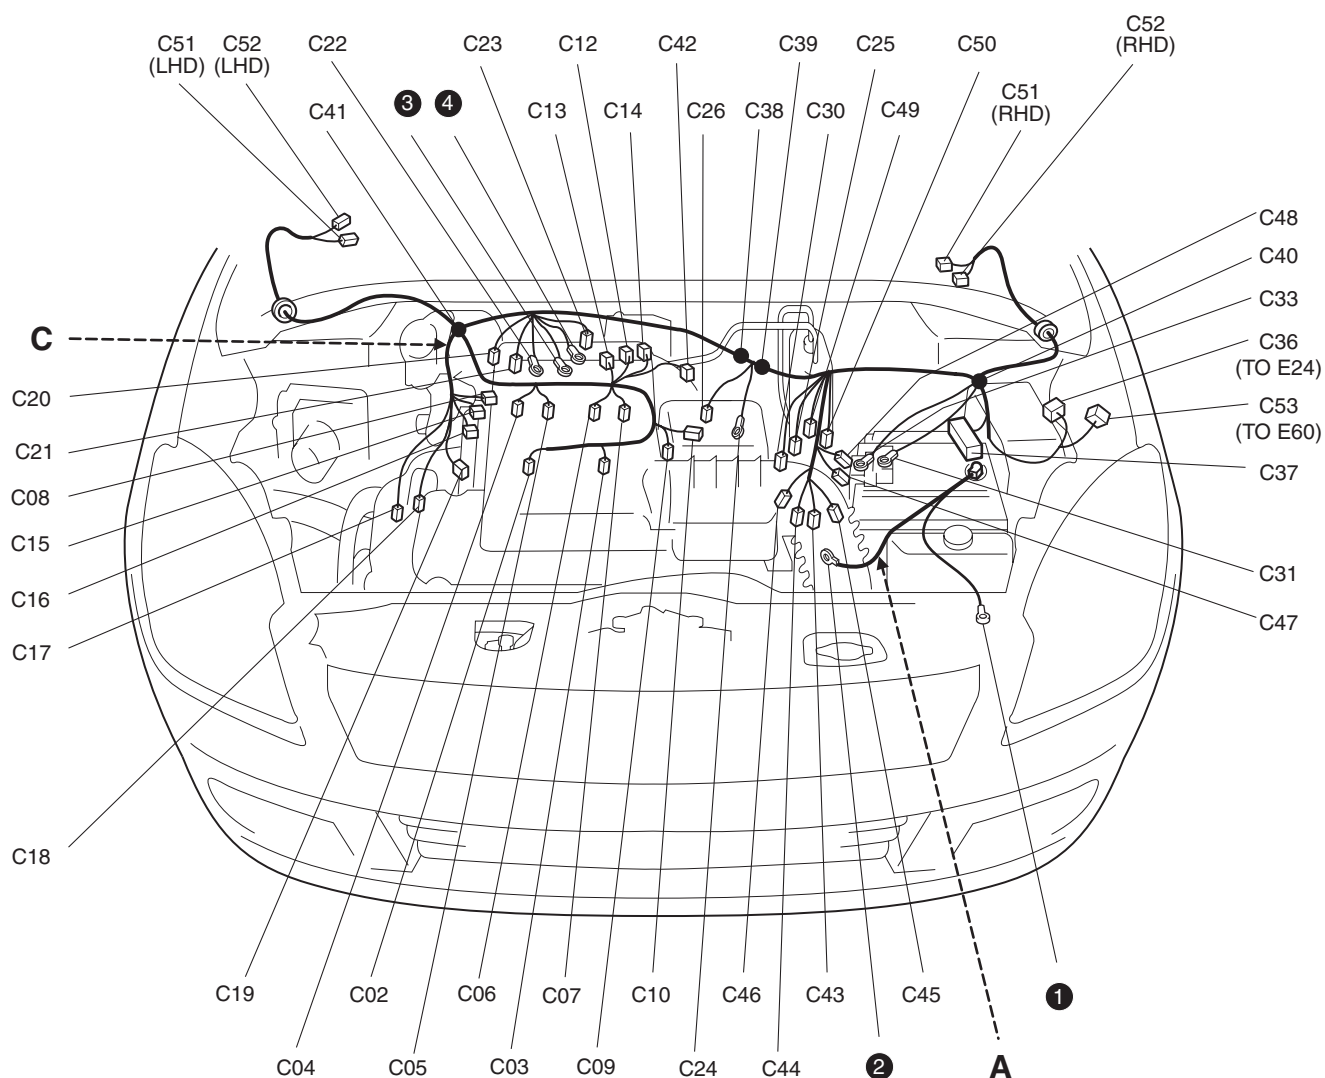 C51 C52 C22 C23 C12 C42 C39 C25 C50 C52
(LHD) (LHD) (RHD)
C41 3 4 C13 C14 C26 C38 C30 C49 C51
(RHD)
C48
C40
C33
C
C36
(TO E24)
C20
C53
(TO E60)
C21
C37
C08
C15
C31
C16
C47
C17
C18
C19 C02 C06 C07 C10 C46 C43 C45 1
C04 C05 C03 C09 C24 C44 2 A